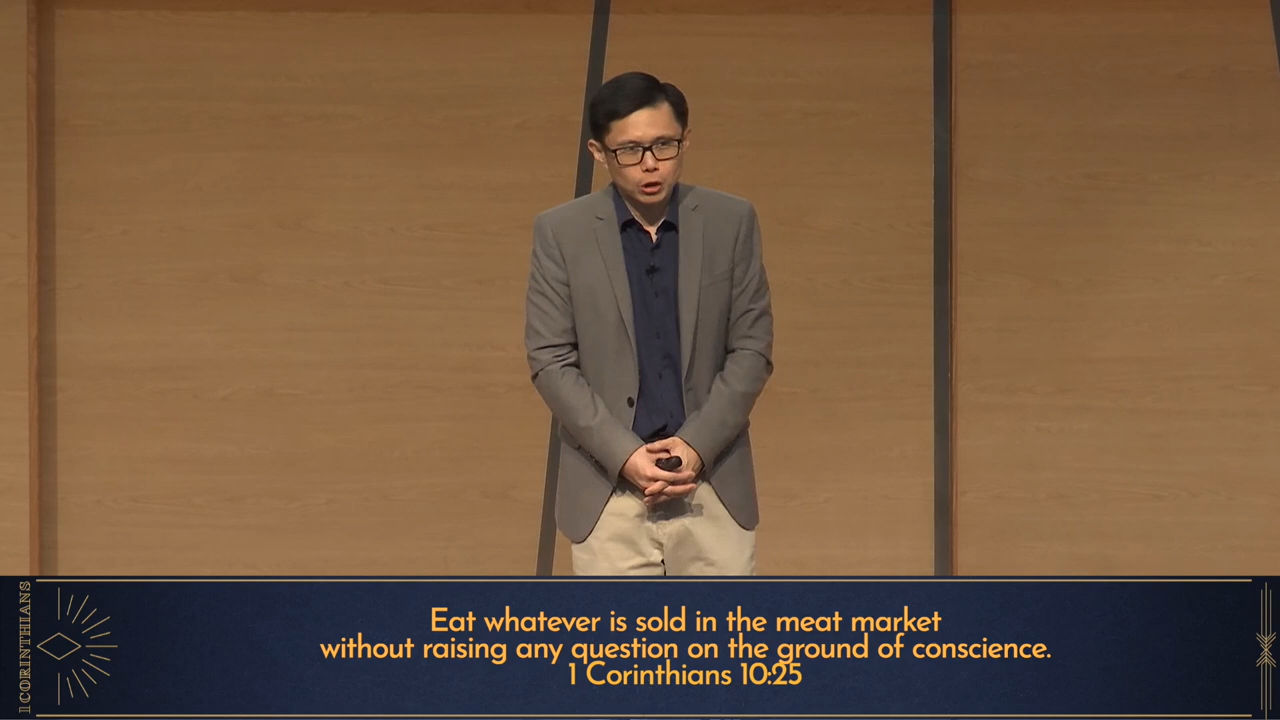 1 CORINTHIANS
Eat whatever is sold in the meat market
without raising any question on the ground of conscience.
1 Corinthians 10:25